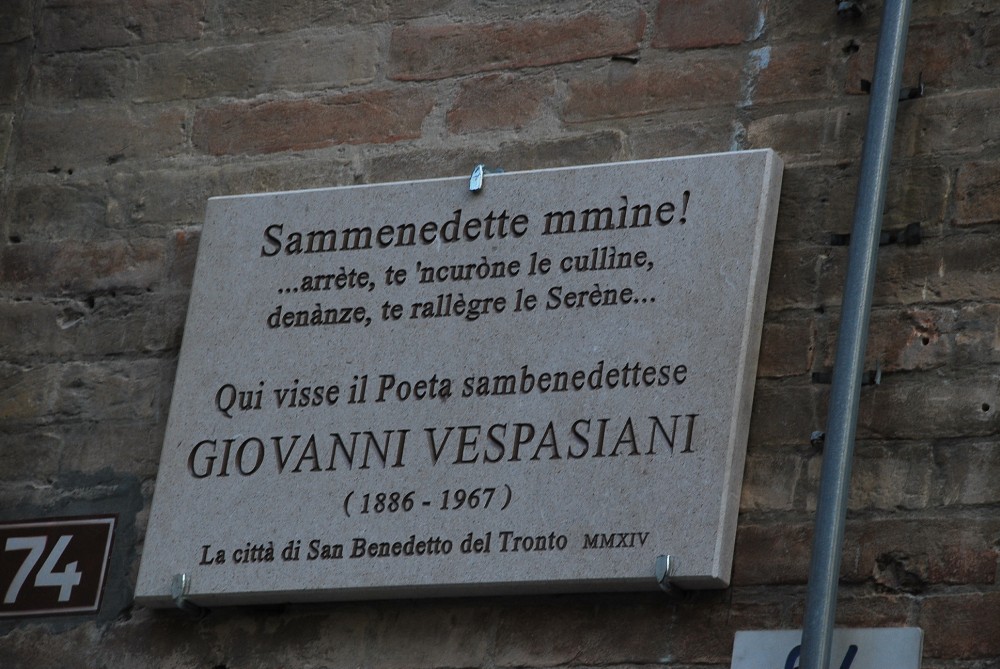 Sammenedette mmìne!
...arrète, te 'ncuròne le cullìne,
denànze, te rallègre le Serène...
Qui visse il Poeta sambenedettese
GIOVANNI VESPASIANI
(1886 - 1967)
La città di San Benedetto del Tronto MMXIV
74